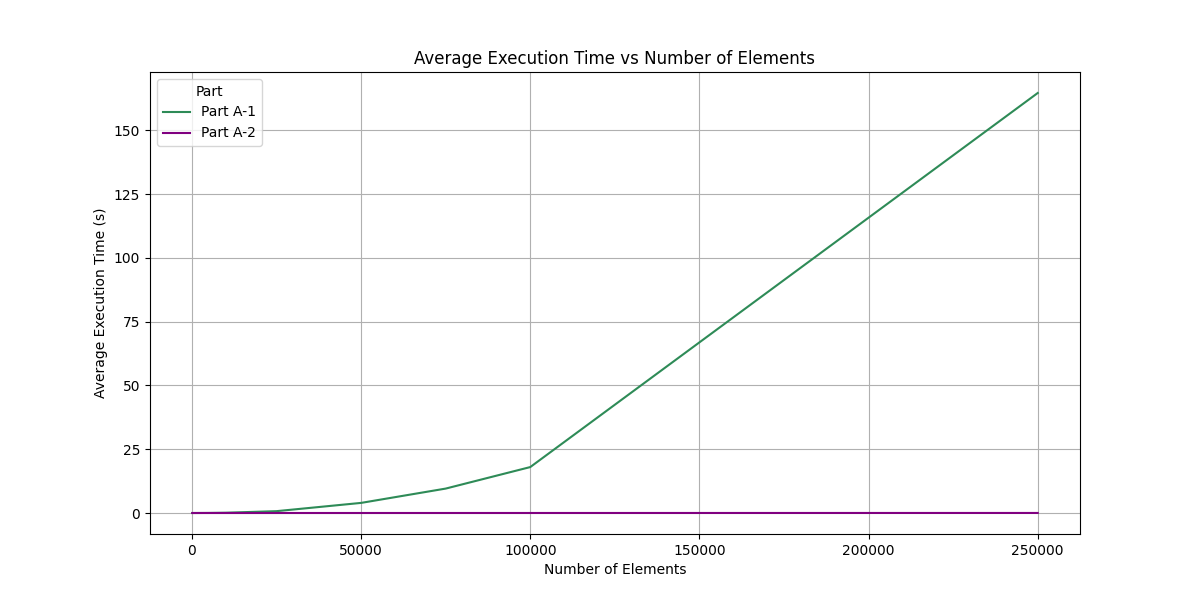 Average Execution Time vs Number of Elements
Part
Part A-1
Part A-2
Average Execution Time (s)
150
125
100
75
50
25
0
0 50000 100000 150000 200000 250000
Number of Elements